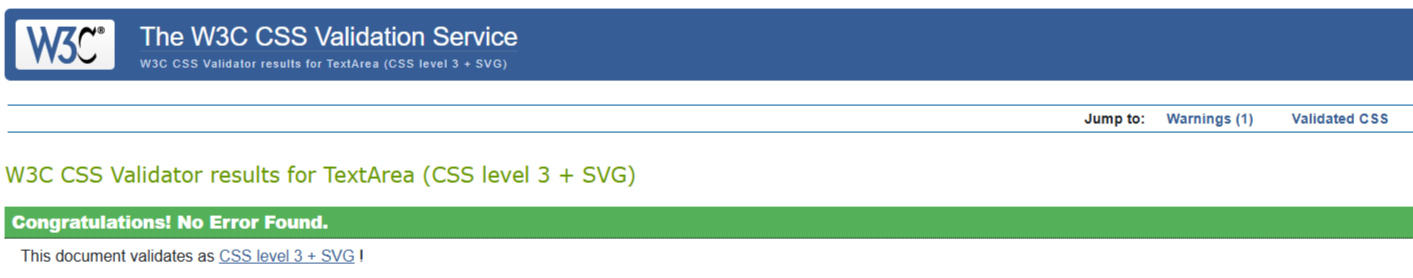 W3C®
The W3C CSS Validation Service
W3C CSS Validator results for TextArea (CSS level 3 + SVG)
Jump to: Warnings (1) Validated CSS
W3C CSS Validator results for TextArea (CSS level 3 + SVG)
Congratulations! No Error Found.
This document validates as CSS level 3 + SVG !